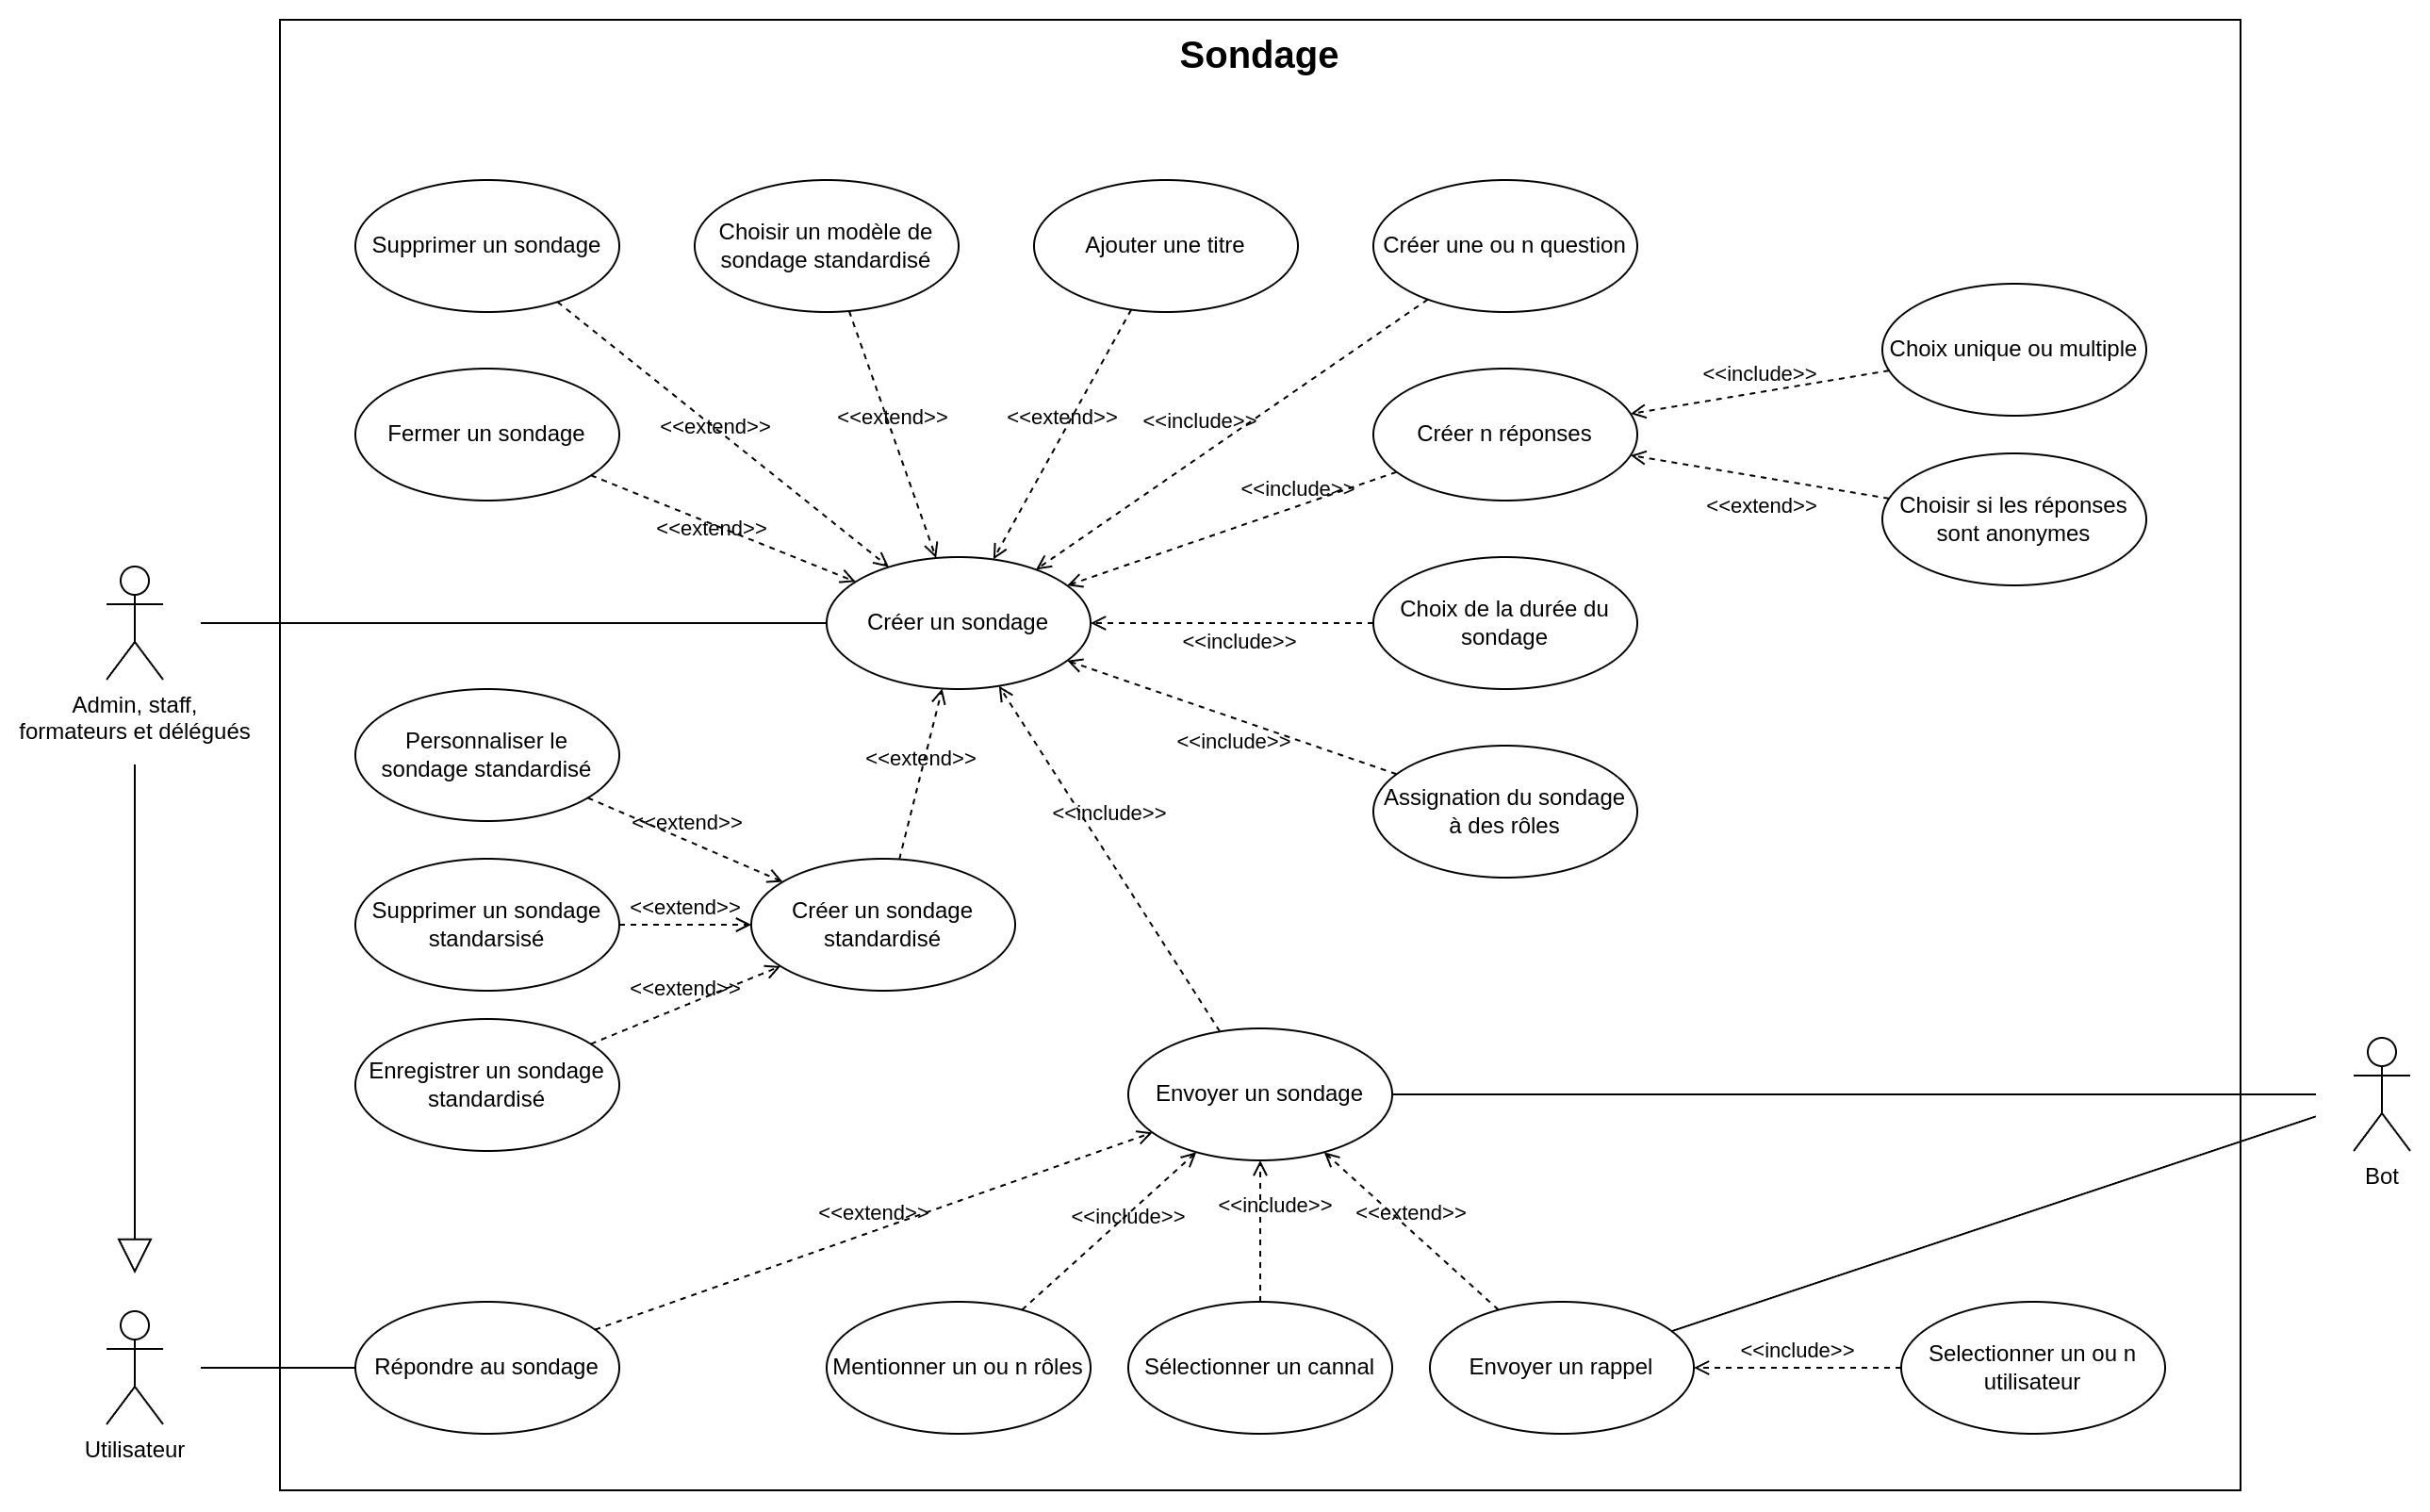 Sondage
Supprimer un sondage
Choisir un modèle de
sondage standardisé
Ajouter une titre
Créer une ou n question
Choix unique ou multiple
<<include>>
<<extend>>
<<extend>>
<<extend>>
<<include>>
Fermer un sondage
Créer n réponses
<<include>>
<<extend>>
Choisir si les réponses
sont anonymes
<<extend>>
Créer un sondage
Choix de la durée du
sondage
<<include>>
Admin, staff,
formateurs et délégués
Personnaliser le
sondage standardisé
<<extend>>
<<include>>
<<extend>>
<<include>>
Assignation du sondage
à des rôles
Supprimer un sondage
standarsisé
<<extend>>
Créer un sondage
standardisé
<<extend>>
Enregistrer un sondage
standardisé
Envoyer un sondage
Bot
<<extend>>
<<include>>
<<include>>
<<extend>>
Répondre au sondage
Mentionner un ou n rôles
Sélectionner un cannal
Envoyer un rappel
<<include>>
Selectionner un ou n
utilisateur
Utilisateur